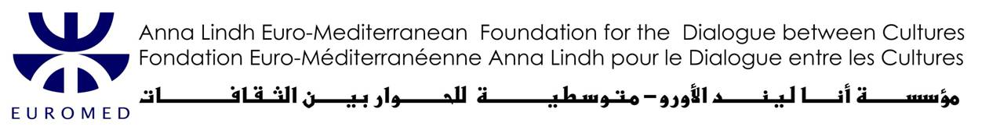 Anna Lindh Euro-Mediterranean Foundation for the Dialogue between Cultures
Fondation Euro-Méditerranéenne Anna Lindh pour le Dialogue entre les Cultures
مؤسسة أنا ليند الأورو - متوسطية للحوار بين الثقافات
EUROMED